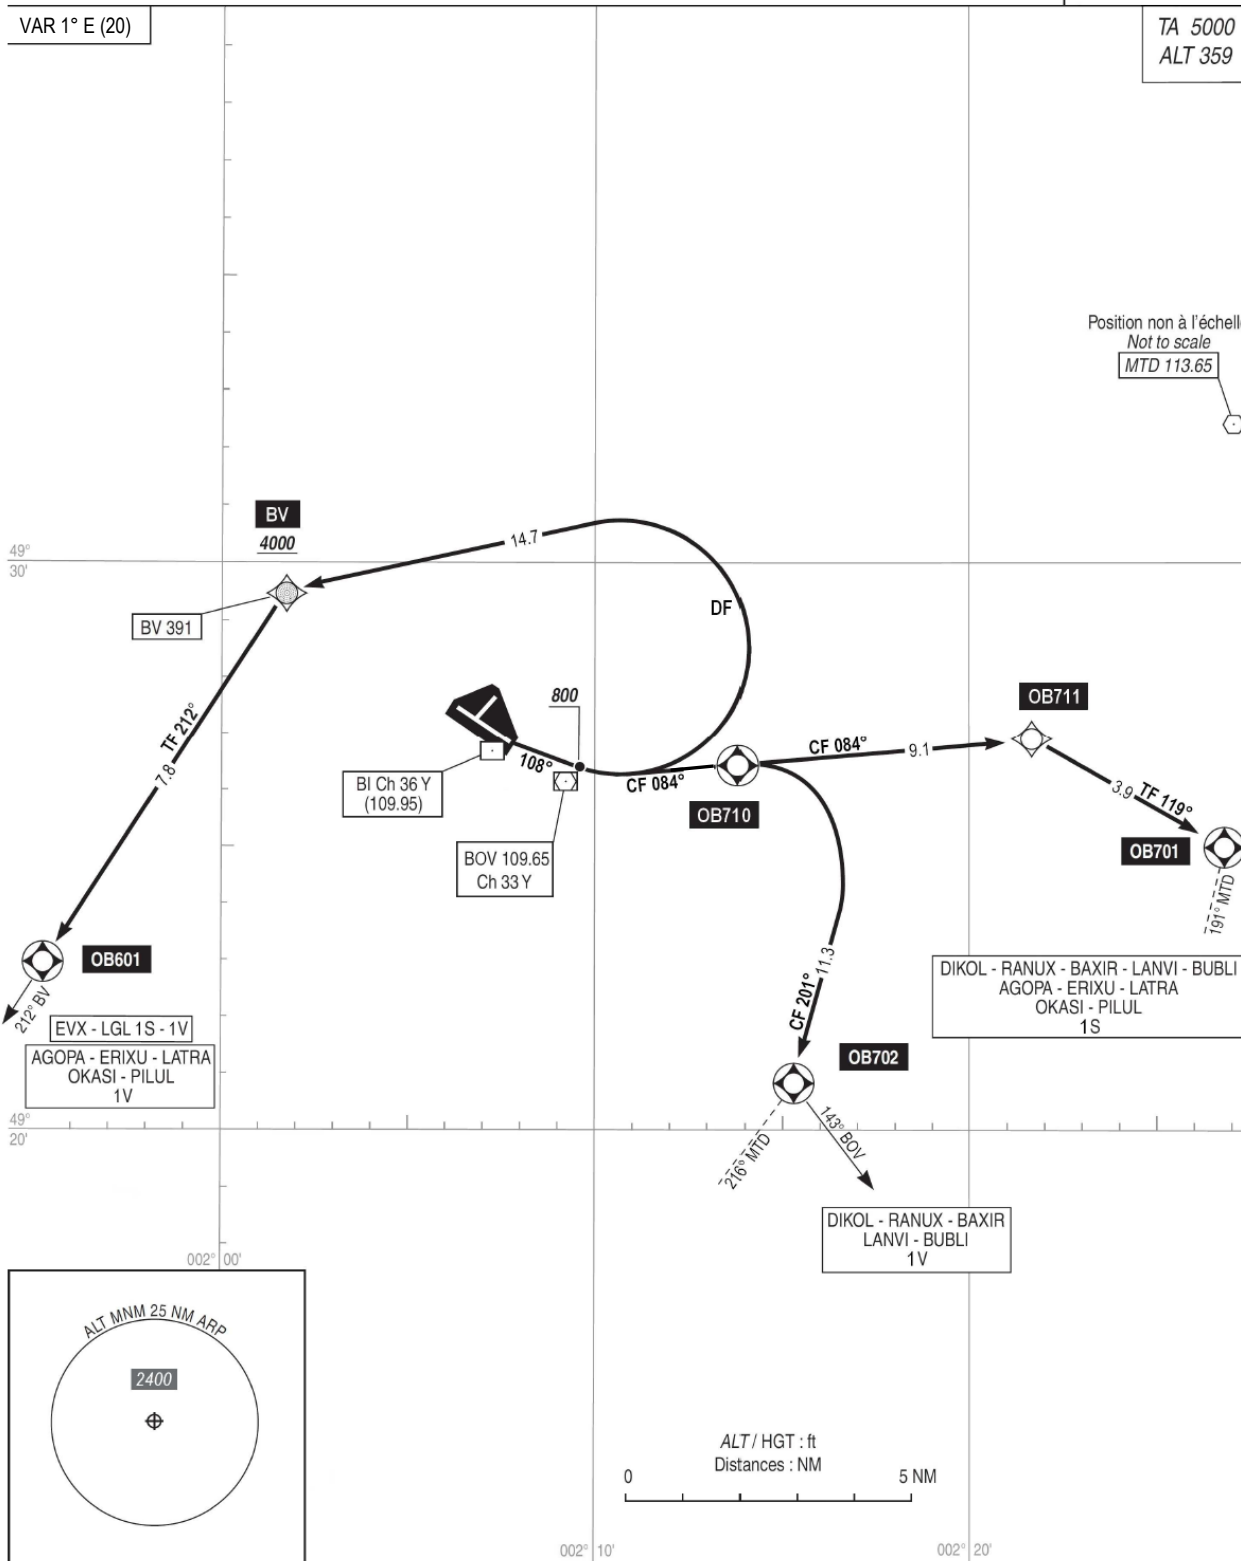 VAR 1° E (20)
TA 5000
ALT 359
Position non à l'échelle
Not to scale
MTD 113.65
BV
4000
14.7
49°
30'
DF
BV 391
800
OB711
TF 212°
7.8
108°
CF 084°
CF 084°
9.1
BI Ch 36 Y
(109.95)
OB710
3.9
TF 119°
OB701
BOV 109.65
Ch 33 Y
191° MTD
OB601
11.3
CF 201°
212° BV
DIKOL - RANUX - BAXIR - LANVI - BUBLI
AGOPA - ERIXU - LATRA
OKASI - PILUL
1S
EVX - LGL 1S - 1V
AGOPA - ERIXU - LATRA
OKASI - PILUL
1V
OB702
49°
20'
216° MTD
143° BOV
DIKOL - RANUX - BAXIR
LANVI - BUBLI
1V
002° 00'
ALT MNM 25 NM ARP
2400
ALT / HGT : ft
Distances : NM
0
5 NM
002° 10'
002° 20'